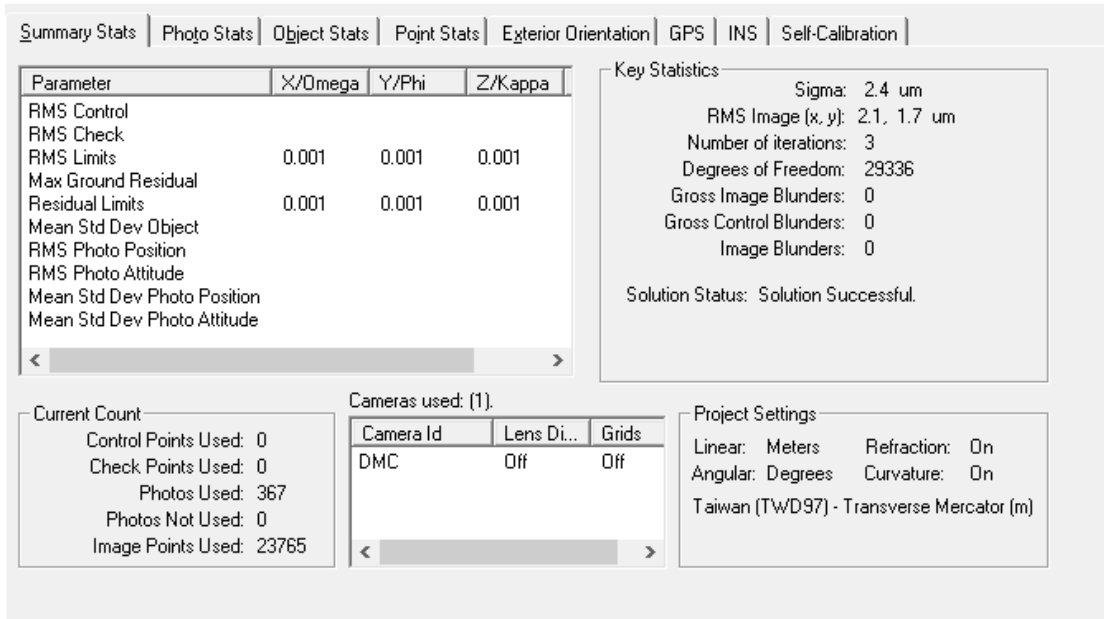 Summary Stats Photo Stats Object Stats Point Stats Exterior Orientation GPS INS Self-Calibration
Parameter X/Omega Y/Phi Z/Kappa
RMS Control
RMS Check
RMS Limits 0.001 0.001 0.001
Max Ground Residual
Residual Limits 0.001 0.001 0.001
Mean Std Dev Object
RMS Photo Position
RMS Photo Attitude
Mean Std Dev Photo Position
Mean Std Dev Photo Attitude
Key Statistics
Sigma: 2.4 um
RMS Image (x, y): 2.1, 1.7 um
Number of iterations: 3
Degrees of Freedom: 29336
Gross Image Blunders: 0
Gross Control Blunders: 0
Image Blunders: 0
Solution Status: Solution Successful.
Current Count
Control Points Used: 0
Check Points Used: 0
Photos Used: 367
Photos Not Used: 0
Image Points Used: 23765
Cameras used: (1).
Camera Id Lens Di... Grids
DMC Off Off
Project Settings
Linear: Meters Refraction: On
Angular: Degrees Curvature: On
Taiwan (TWD97) - Transverse Mercator (m)